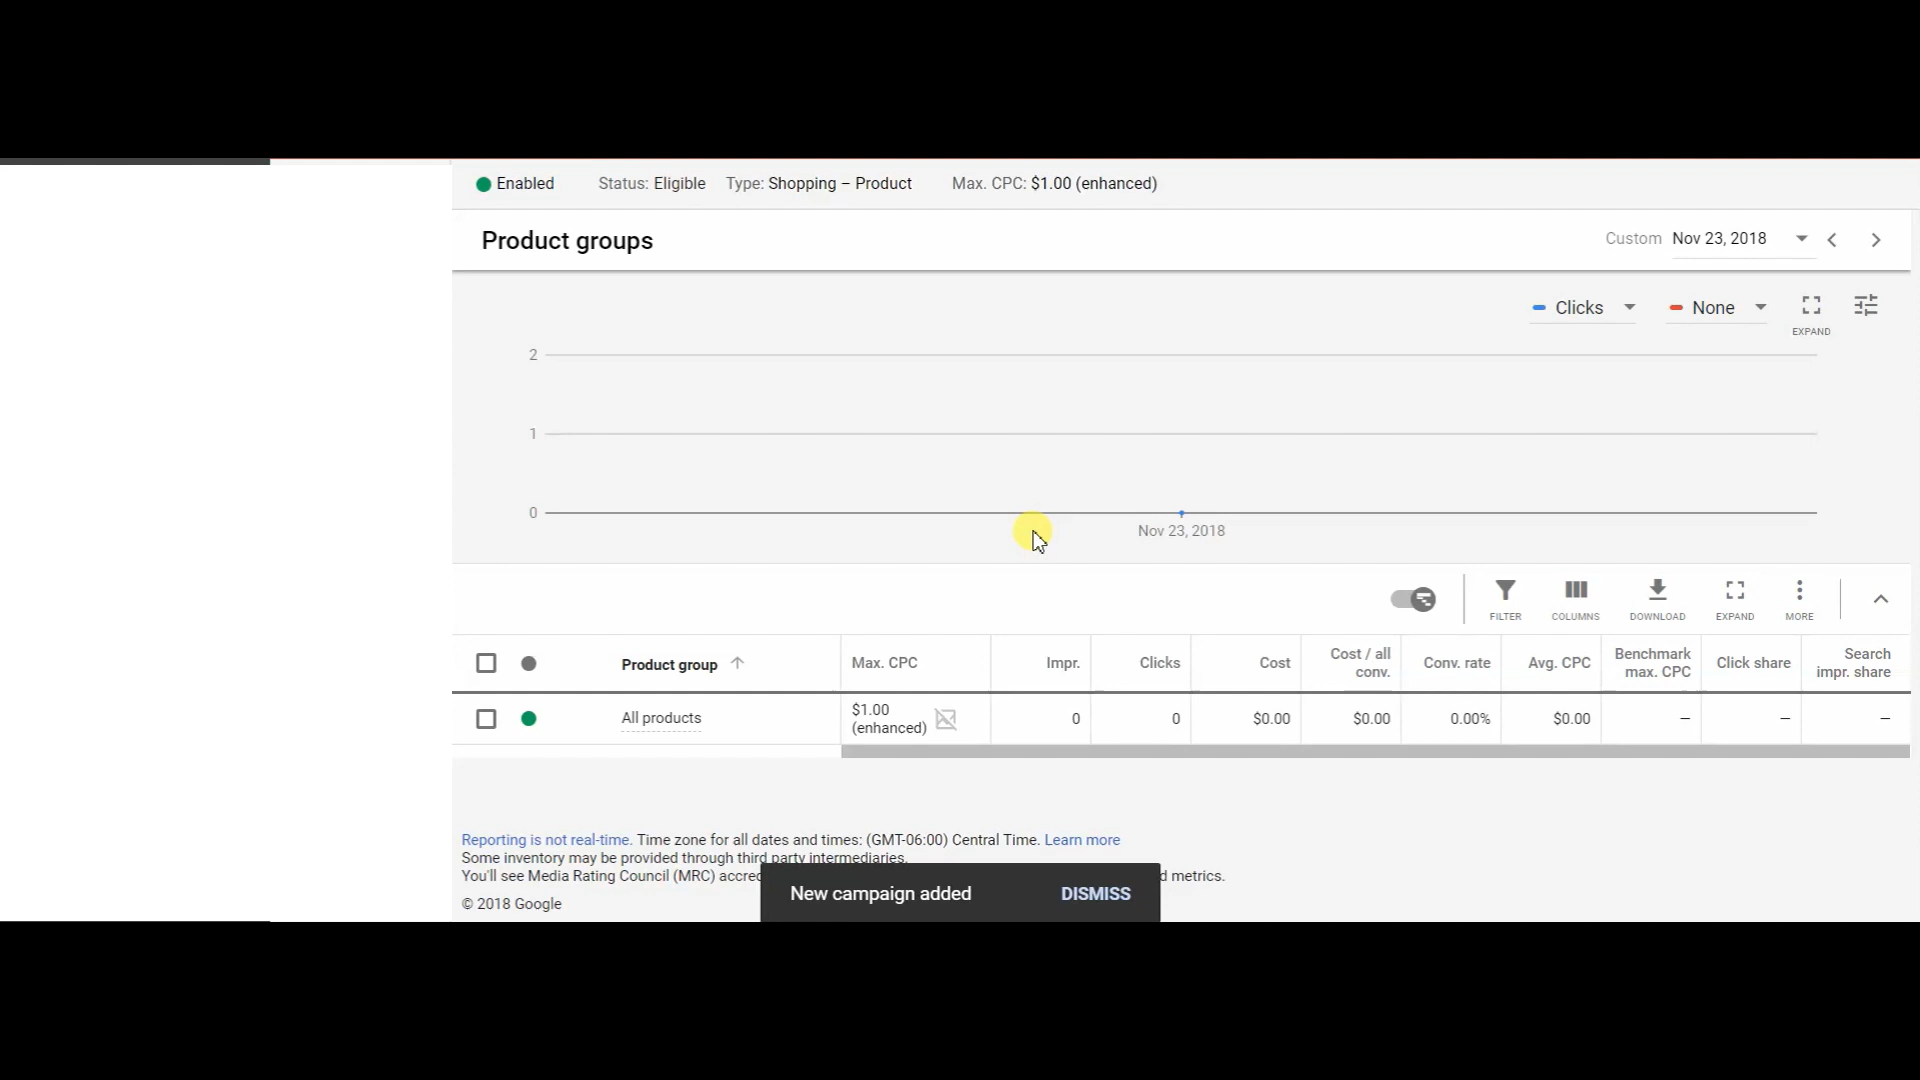 Enabled Status: Eligible Type: Shopping – Product Max. CPC: $1.00 (enhanced)
Product groups
Custom Nov 23, 2018
Clicks None
EXPAND
2
1
0
Nov 23, 2018
FILTER COLUMNS DOWNLOAD EXPAND MORE
Product group Max. CPC Impr. Clicks Cost Cost / all conv. Conv. rate Avg. CPC Benchmark max. CPC Click share Search impr. share
All products $1.00 (enhanced) 0 0 $0.00 $0.00 0.00% $0.00 – – –
Reporting is not real-time. Time zone for all dates and times: (GMT-06:00) Central Time. Learn more
Some inventory may be provided through third party intermediaries.
You'll see Media Rating Council (MRC) d metrics.
New campaign added DISMISS
© 2018 Google